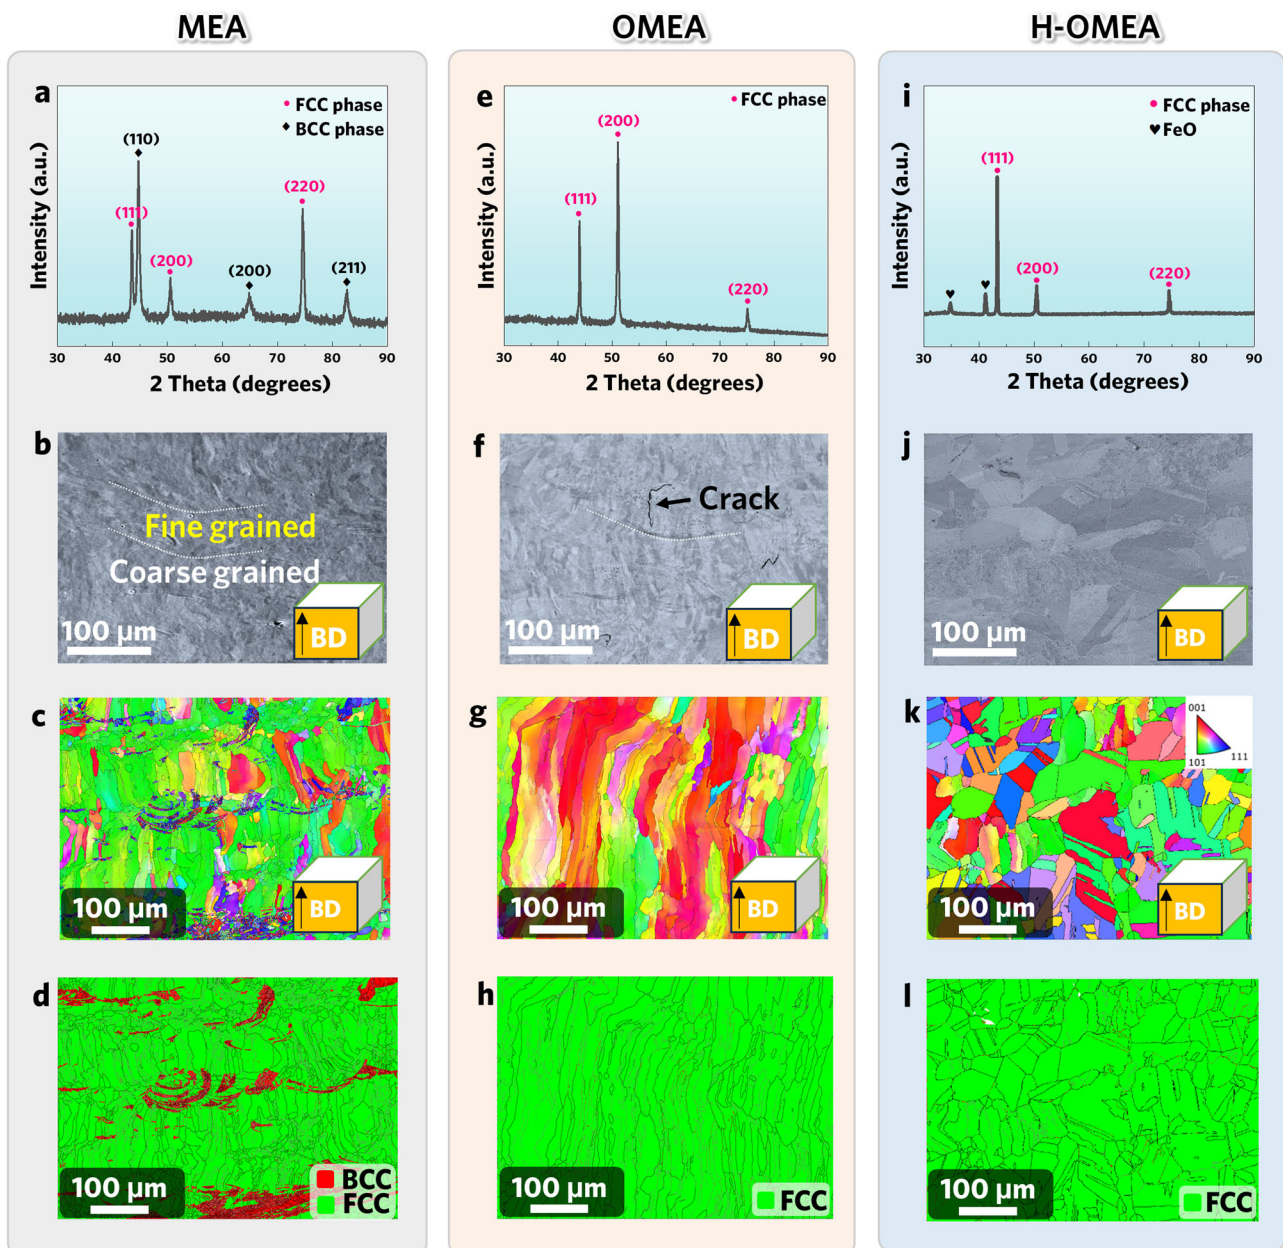 MEA
OMEA
H-OMEA
a
FCC phase
BCC phase
(110)
(111)
(200)
(200)
(220)
(211)
Intensity (a.u.)
30 40 50 60 70 80 90
2 Theta (degrees)
b
Fine grained
Coarse grained
100 µm
BD
c
100 µm
BD
d
100 µm
BCC
FCC
e
FCC phase
(200)
(111)
(220)
Intensity (a.u.)
30 40 50 60 70 80 90
2 Theta (degrees)
f
Crack
100 µm
BD
g
100 µm
BD
h
100 µm
FCC
i
FCC phase
FeO
(111)
(200)
(220)
Intensity (a.u.)
30 40 50 60 70 80 90
2 Theta (degrees)
j
100 µm
BD
k
001
111
101
100 µm
BD
l
100 µm
FCC